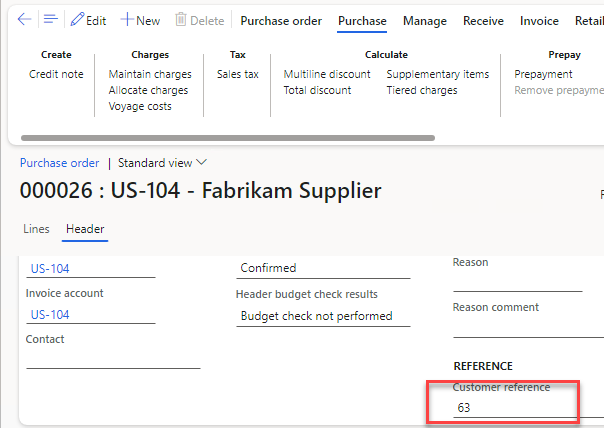 Edit New Delete Purchase order Purchase Manage Receive Invoice Retail
Create Charges Tax Calculate Prepay
Credit note Maintain charges Sales tax Multiline discount Supplementary items Prepayment
Allocate charges Total discount Tiered charges Remove prepayme
Voyage costs
Purchase order | Standard view
000026 : US-104 - Fabrikam Supplier
Lines Header
US-104 Confirmed Reason
Invoice account Header budget check results
US-104 Budget check not performed Reason comment
Contact
REFERENCE
Customer reference
63